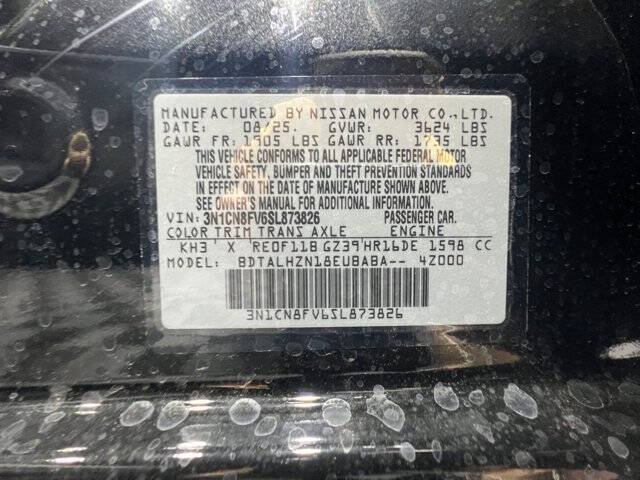 MANUFACTURED BY NISSAN MOTOR CO.,LTD.
DATE: 08/25. GVWR: 3624 LBS
GAWR FR: 1905 LBS GAWR RR: 1795 LBS
THIS VEHICLE CONFORMS TO ALL APPLICABLE FEDERAL MOTOR
VEHICLE SAFETY, BUMPER AND THEFT PREVENTION STANDARDS
IN EFFECT ON THE DATE OF MANUFACTURE SHOWN ABOVE.
SEE OWNER'S MANUAL FOR ADDITIONAL INFORMATION.
VIN: 3N1CN8FV6SL873826 PASSENGER CAR.
COLOR TRIM TRANS AXLE ENGINE
KH3 X RE0F11B GZ39 HR16DE 1598 CC
MODEL: BDTALHZN18EUBABA-- 4Z000
3N1CN8FV6SL873826